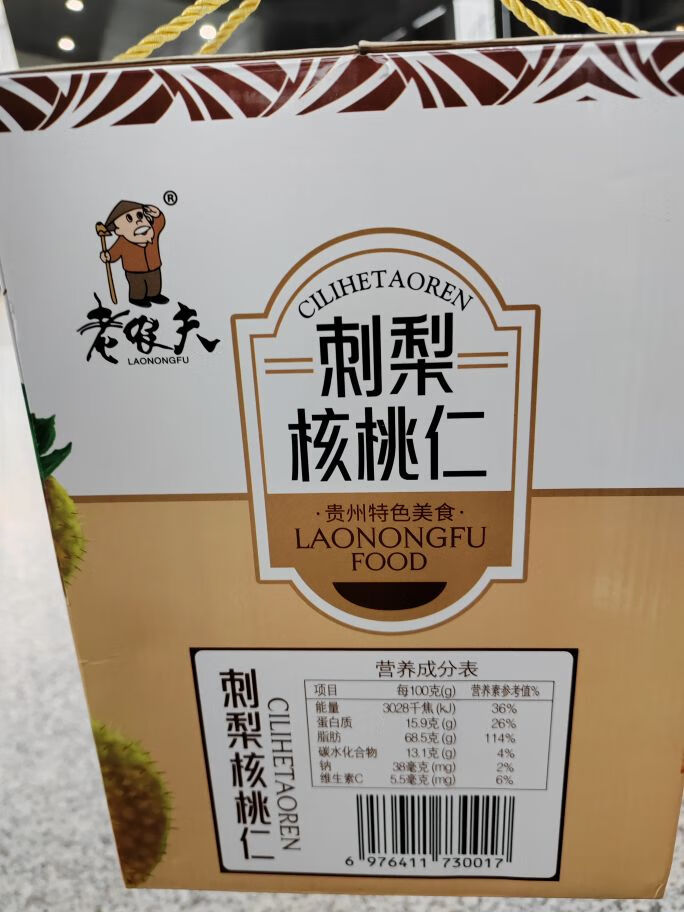 ®
老农夫
LAONONGFU
CILIHETAOREN
刺梨
核桃仁
·贵州特色美食·
LAONONGFU
FOOD
刺梨核桃仁
CILIHETAOREN
营养成分表
项目 每100克(g) 营养素参考值%
能量 3028千焦(kJ) 36%
蛋白质 15.9克(g) 26%
脂肪 68.5克(g) 114%
碳水化合物 13.1克(g) 4%
钠 38毫克(mg) 2%
维生素C 5.5毫克(mg) 6%
6 976411 730017